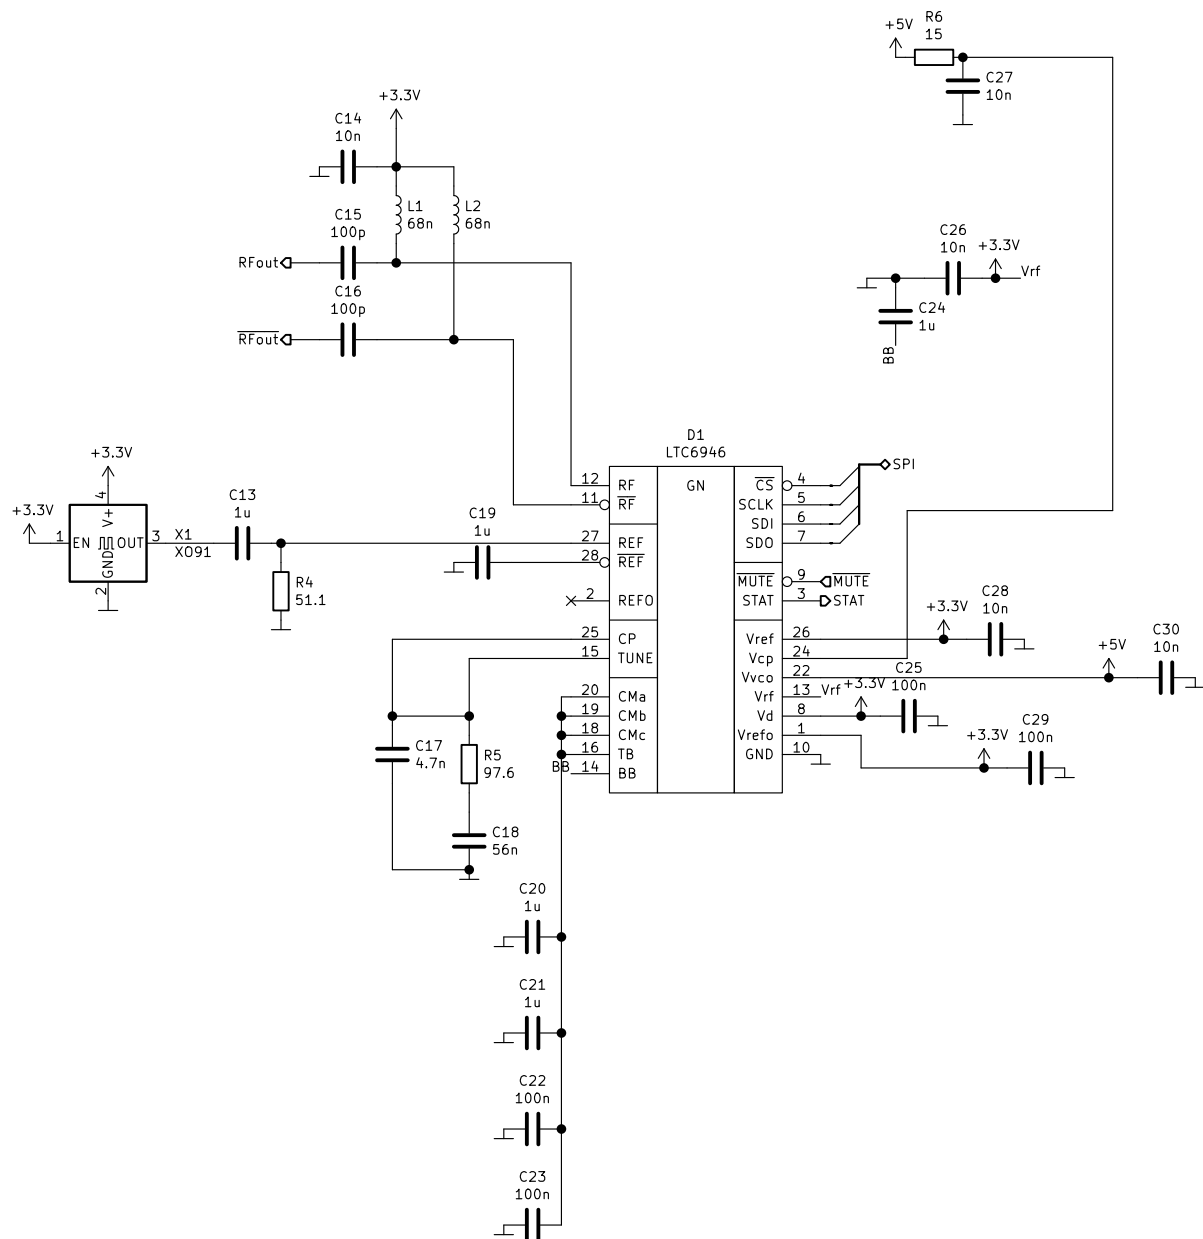 R6
15
+5V
C27
10n
+3.3V
C14
10n
L1
68n
L2
68n
C15
100p
RFout
C16
100p
RFout
C26
10n
+3.3V
Vrf
C24
1u
BB
D1
LTC6946
GN
12 RF
11 RF
27 REF
28 REF
2 REFO
25 CP
15 TUNE
20 CMa
19 CMb
18 CMc
16 TB
14 BB
BB
CS 4
SCLK 5
SDI 6
SDO 7
MUTE 9
STAT 3
Vref 26
Vcp 24
Vvco 22
Vrf 13
Vd 8
Vrefo 1
GND 10
SPI
MUTE
STAT
+3.3V
+3.3V
4
V+
1 EN
OUT 3
GND
2
X1
XO91
C13
1u
R4
51.1
C19
1u
+3.3V
C28
10n
+5V
C30
10n
Vrf
+3.3V
C25
100n
+3.3V
C29
100n
C17
4.7n
R5
97.6
C18
56n
C20
1u
C21
1u
C22
100n
C23
100n